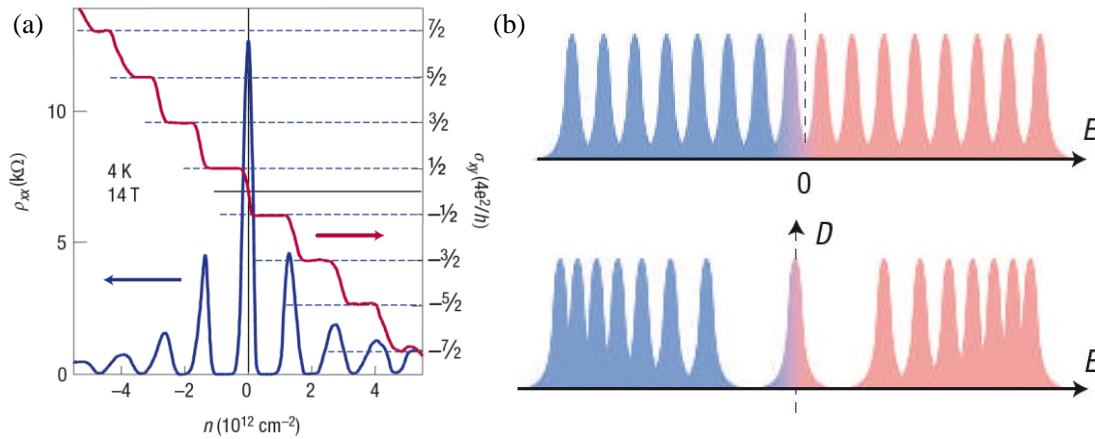 (a)
ρxx (kΩ)
10
5
0
4 K
14 T
⁷⁄₂
⁵⁄₂
³⁄₂
¹⁄₂
−¹⁄₂
−³⁄₂
−⁵⁄₂
−⁷⁄₂
σxy (4e²/h)
−4 −2 0 2 4
n (10¹² cm⁻²)
(b)
E
0
D
E